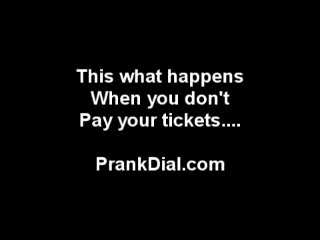 This what happens
When you don't
Pay your tickets....
PrankDial.com